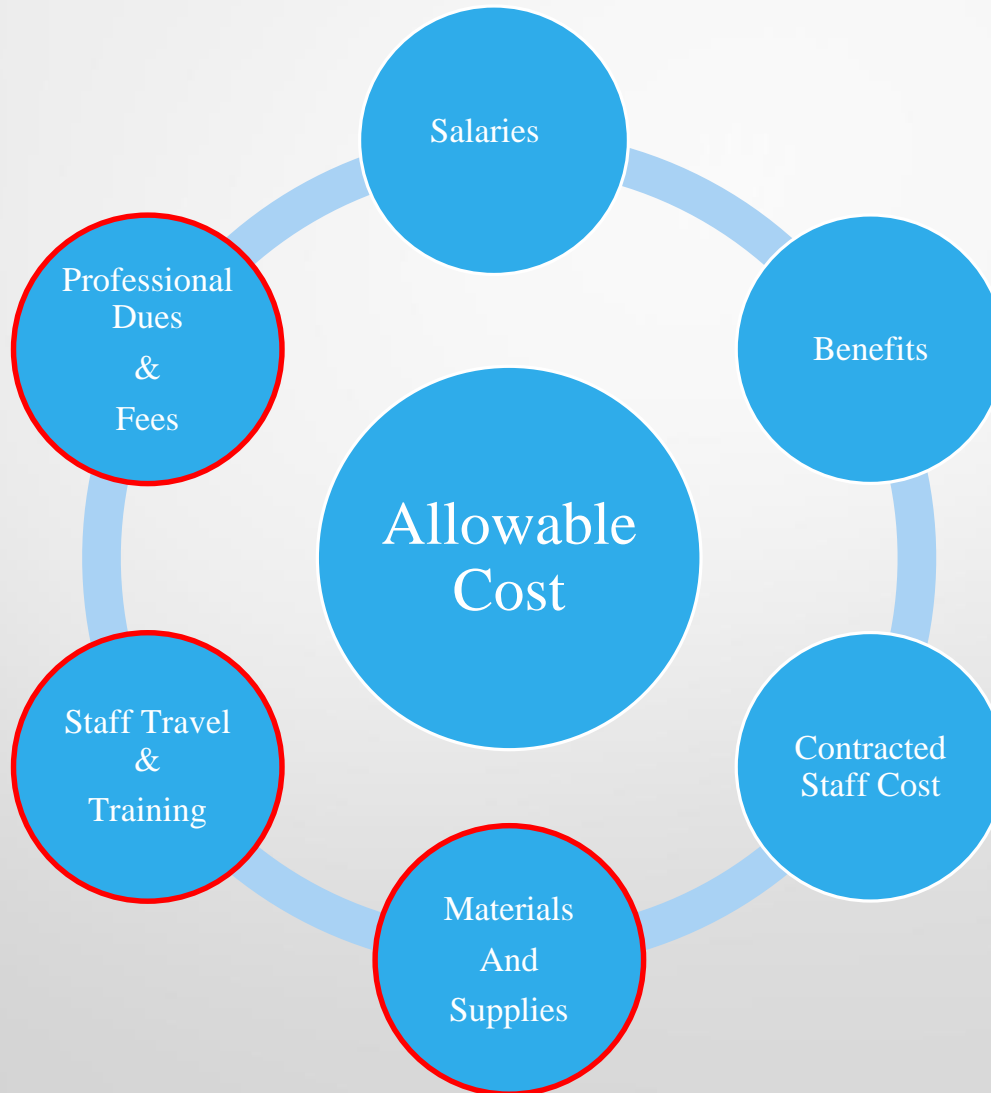 Salaries
Benefits
Contracted
Staff Cost
Materials
And
Supplies
Staff Travel
&
Training
Professional
Dues
&
Fees
Allowable
Cost